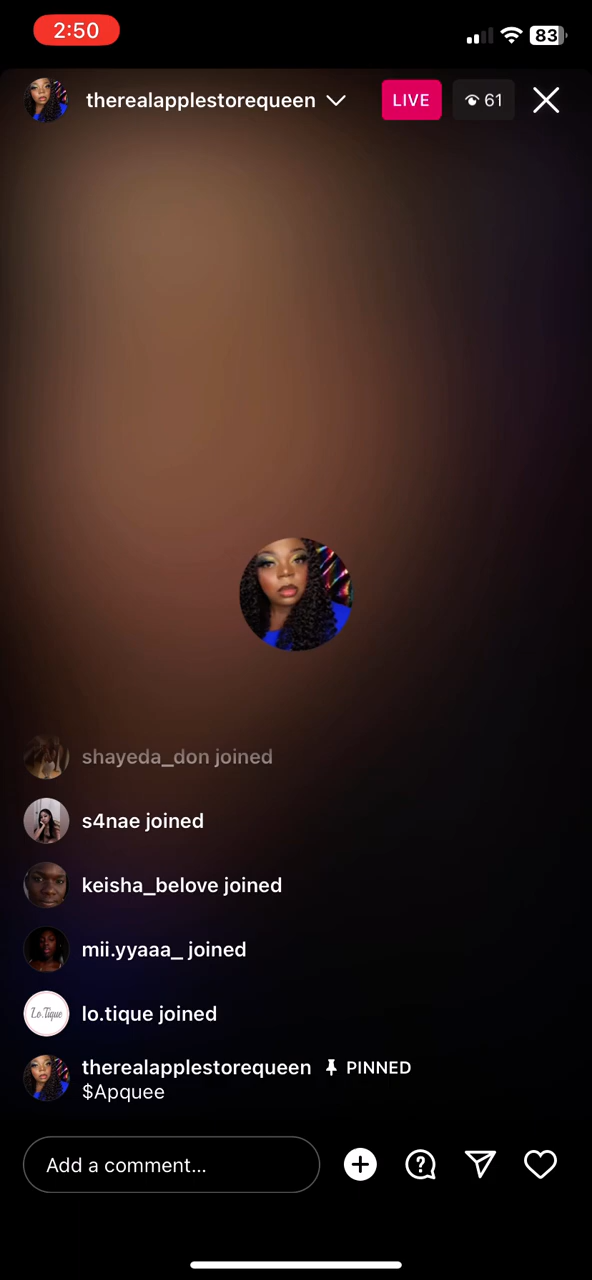 2:50
83
therealapplestorequeen
LIVE
61
shayeda_don joined
s4nae joined
keisha_belove joined
mii.yyaaa_ joined
Lo.Tique
lo.tique joined
therealapplestorequeen PINNED
$Apquee
Add a comment...